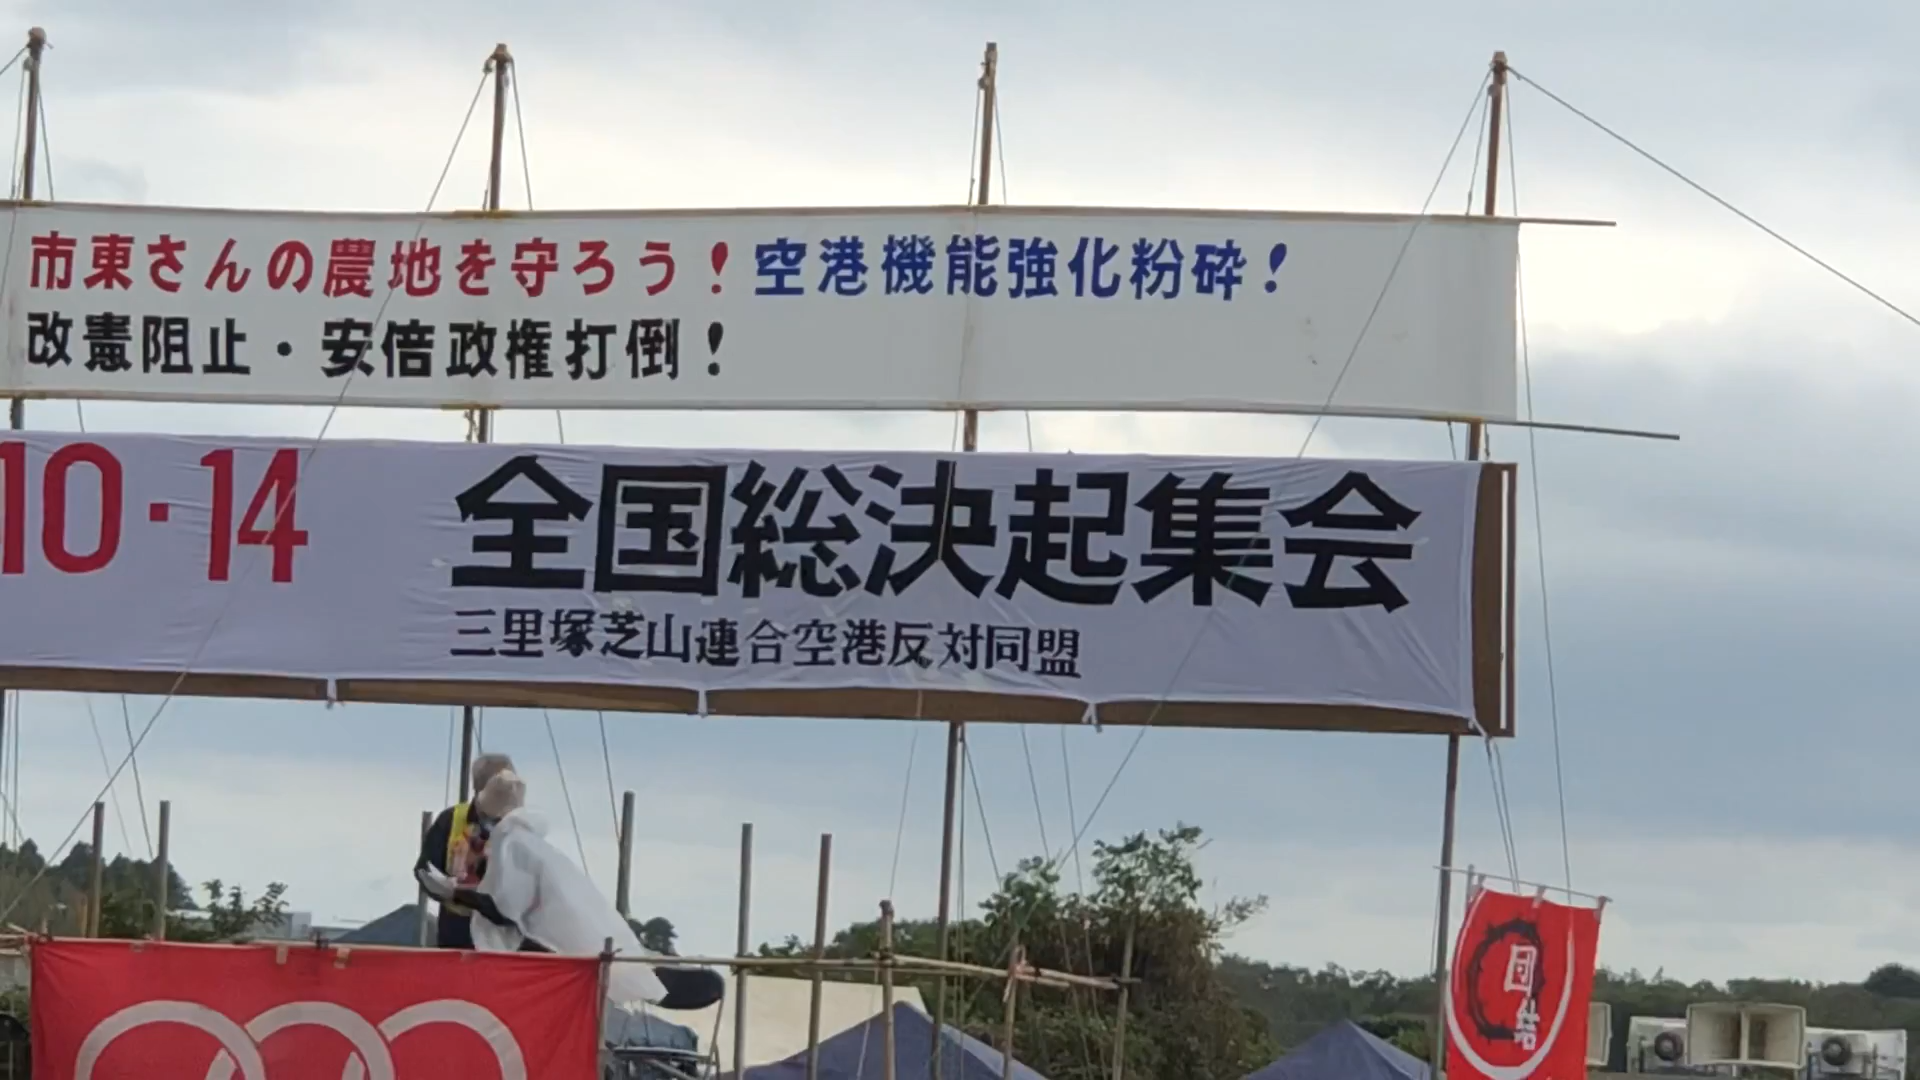 市東さんの農地を守ろう！空港機能強化粉砕！
改憲阻止・安倍政権打倒！
10・14 全国総決起集会
三里塚芝山連合空港反対同盟
団結